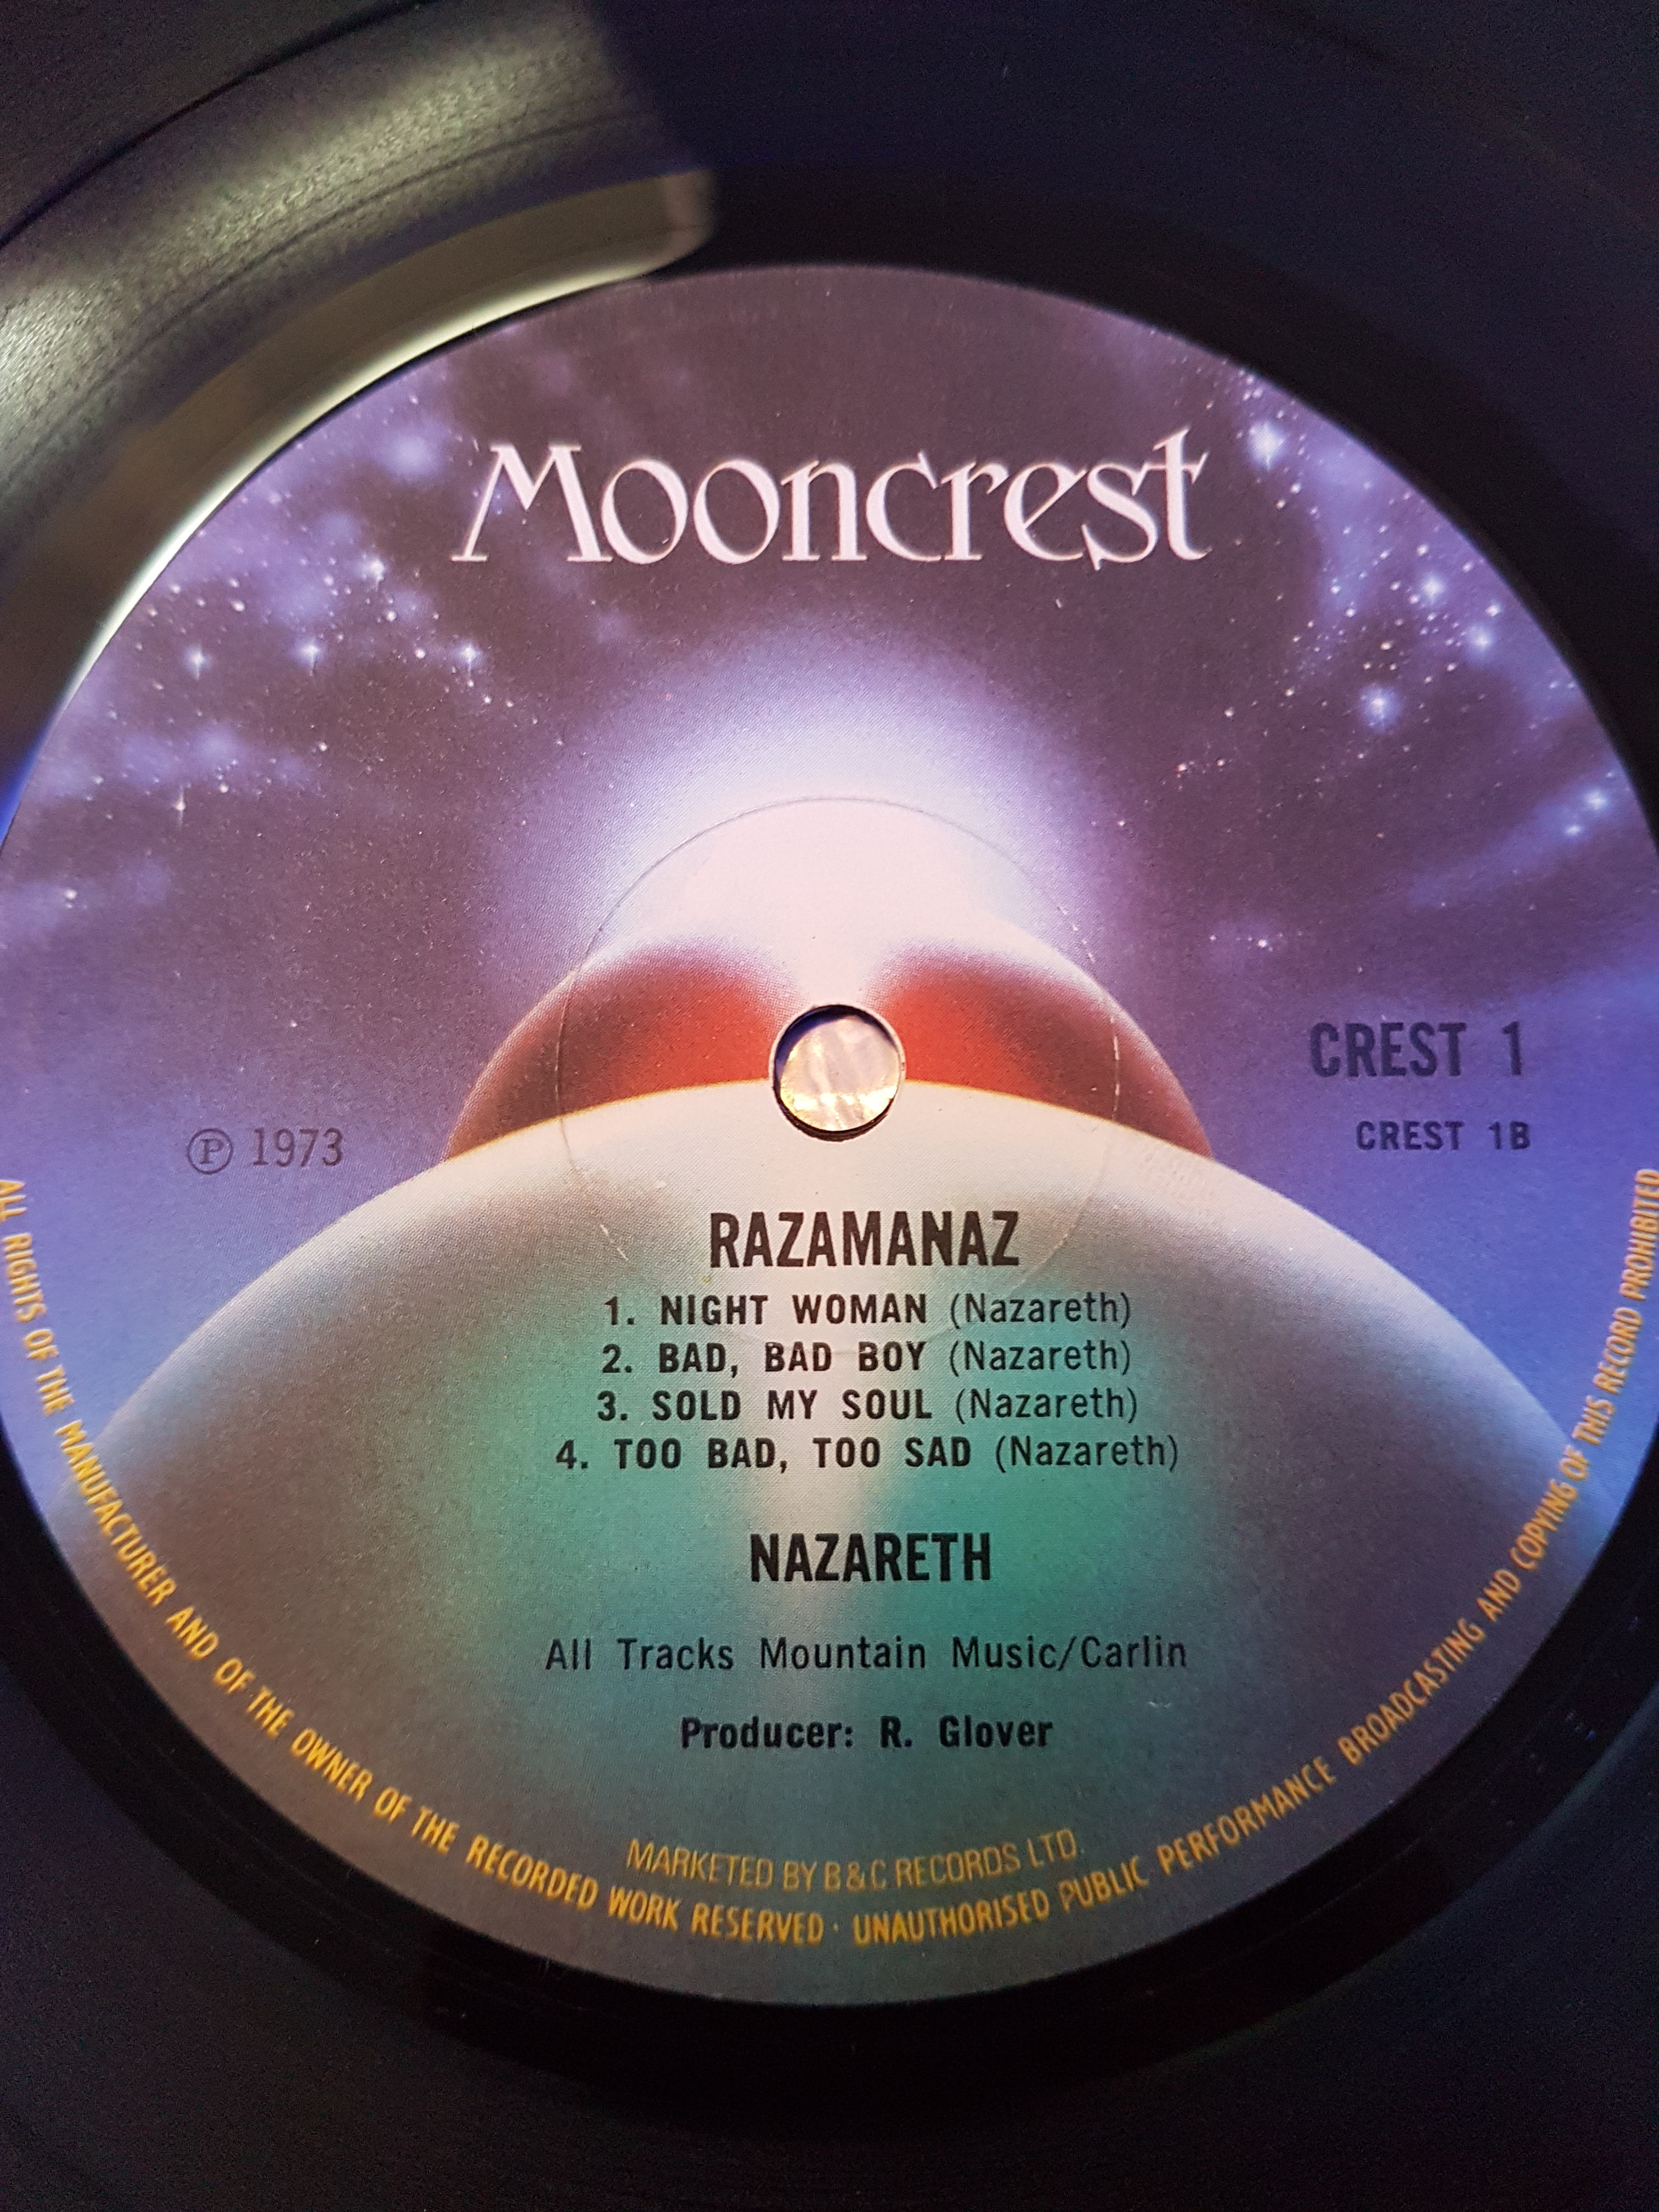 Mooncrest
CREST 1
CREST 1B
Ⓟ 1973
RAZAMANAZ
1. NIGHT WOMAN (Nazareth)
2. BAD, BAD BOY (Nazareth)
3. SOLD MY SOUL (Nazareth)
4. TOO BAD, TOO SAD (Nazareth)
NAZARETH
All Tracks Mountain Music/Carlin
Producer: R. Glover
MARKETED BY B & C RECORDS LTD.
ALL RIGHTS OF THE MANUFACTURER AND OF THE OWNER OF THE RECORDED WORK RESERVED · UNAUTHORISED PUBLIC PERFORMANCE BROADCASTING AND COPYING OF THIS RECORD PROHIBITED